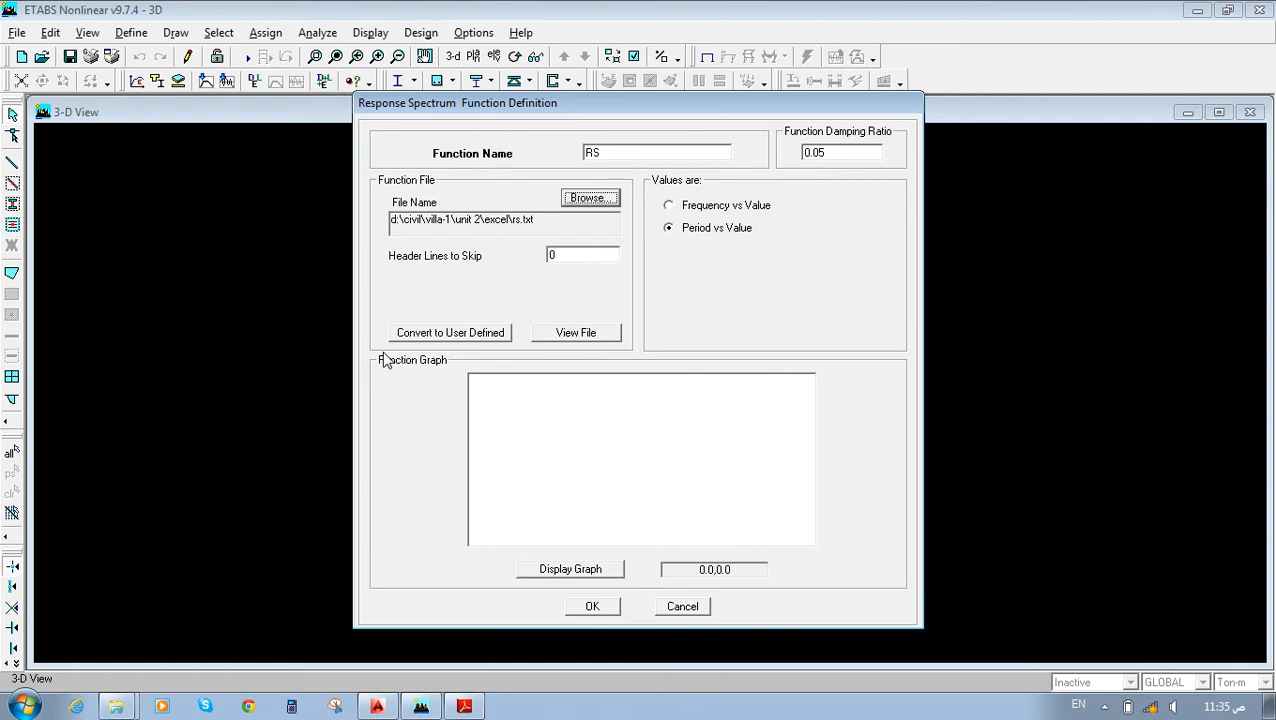 ETABS Nonlinear v9.7.4 - 3D
File Edit View Define Draw Select Assign Analyze Display Design Options Help
3-d
3-D View
Response Spectrum Function Definition
Function Name RS
Function Damping Ratio
0.05
Function File
Values are:
File Name Browse...
Frequency vs Value
d:\civil\villa-1\unit 2\excel\rs.txt
Period vs Value
Header Lines to Skip 0
Convert to User Defined View File
Function Graph
all
ps
clr
Display Graph 0.0,0.0
OK Cancel
3-D View Inactive GLOBAL Ton-m
EN 11:35 ص